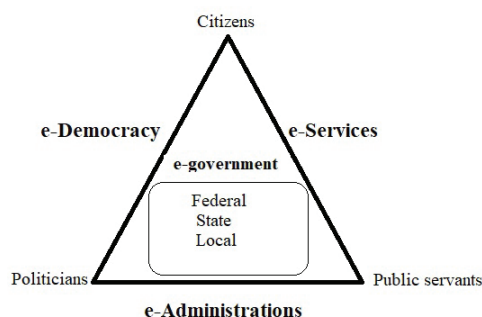 Citizens
e-Democracy
e-Services
e-government
Federal
State
Local
Politicians
Public servants
e-Administrations